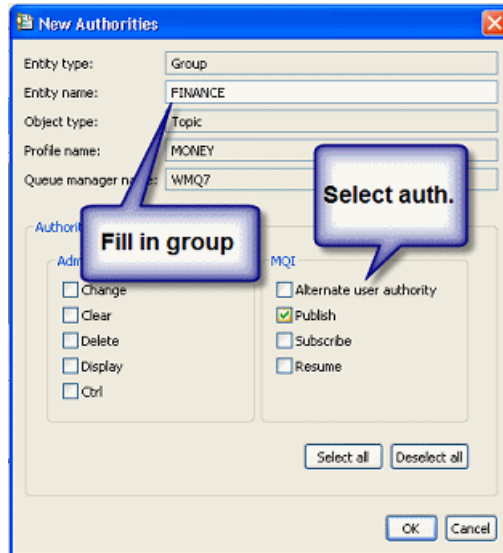 New Authorities
Entity type: Group
Entity name: FINANCE
Object type: Topic
Profile name: MONEY
Queue manager n e: WMQ7
Select auth.
Fill in group
Authorit
Adm
MQI
Change
Clear
Delete
Display
Ctrl
Alternate user authority
Publish
Subscribe
Resume
Select all Deselect all
OK Cancel